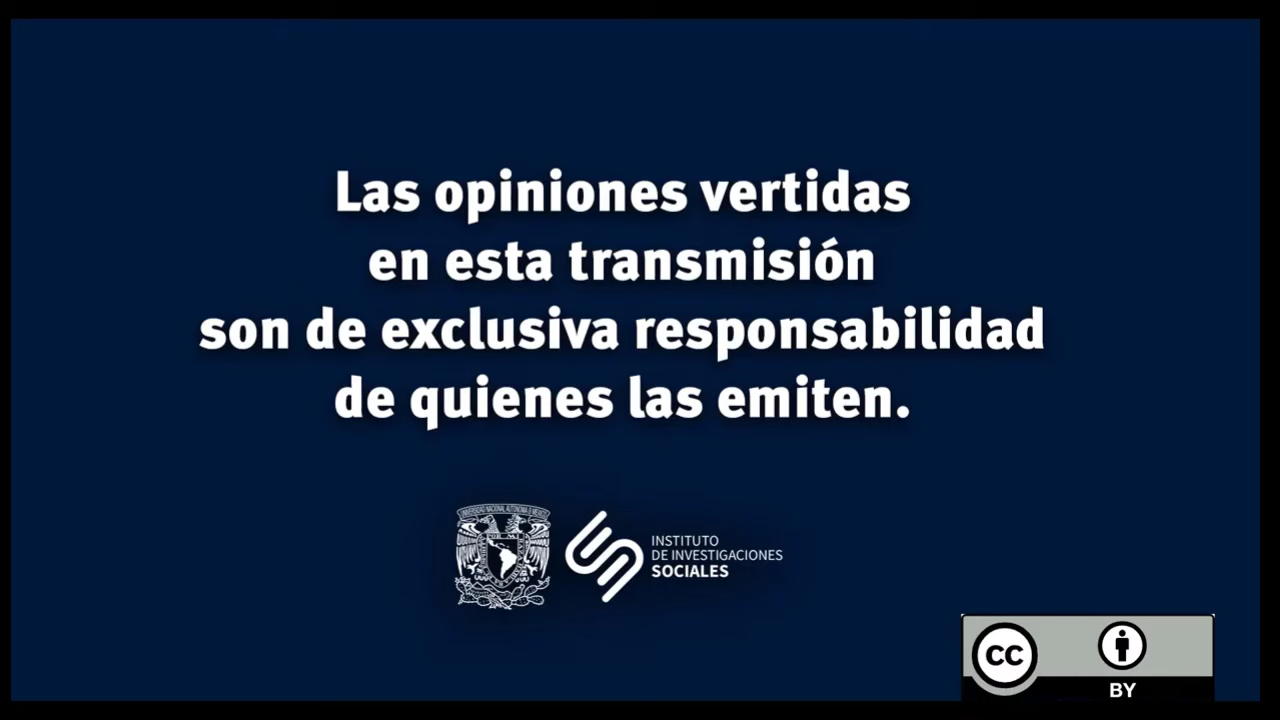 Las opiniones vertidas
en esta transmisión
son de exclusiva responsabilidad
de quienes las emiten.
INSTITUTO
DE INVESTIGACIONES
SOCIALES
CC
BY